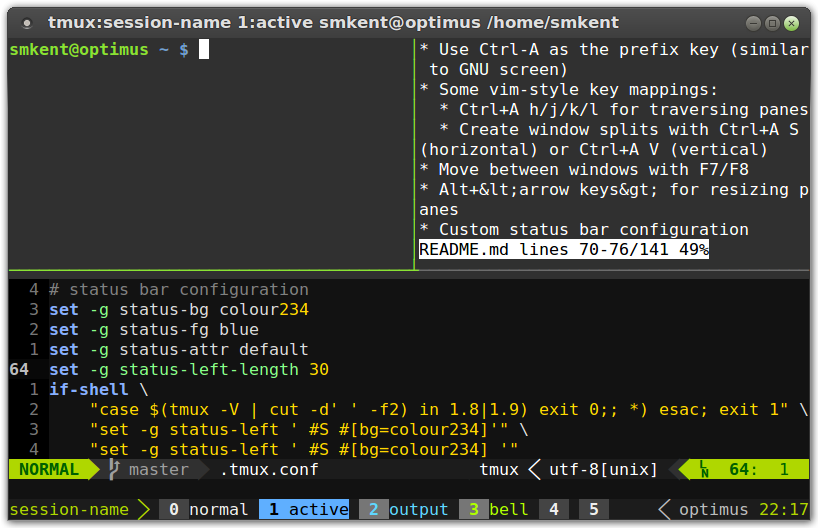 tmux:session-name 1:active smkent@optimus /home/smkent
smkent@optimus ~ $
* Use Ctrl-A as the prefix key (similar
to GNU screen)
* Some vim-style key mappings:
* Ctrl+A h/j/k/l for traversing panes
* Create window splits with Ctrl+A S
(horizontal) or Ctrl+A V (vertical)
* Move between windows with F7/F8
* Alt+&lt;arrow keys&gt; for resizing p
anes
* Custom status bar configuration
README.md lines 70-76/141 49%
4 # status bar configuration
3 set -g status-bg colour234
2 set -g status-fg blue
1 set -g status-attr default
64 set -g status-left-length 30
1 if-shell \
2 "case $(tmux -V | cut -d' ' -f2) in 1.8|1.9) exit 0;; *) esac; exit 1" \
3 "set -g status-left ' #S #[bg=colour234]'" \
4 "set -g status-left ' #S #[bg=colour234] '"
NORMAL master .tmux.conf tmux utf-8[unix] LN 64: 1
session-name 0 normal 1 active 2 output 3 bell 4 5 optimus 22:17